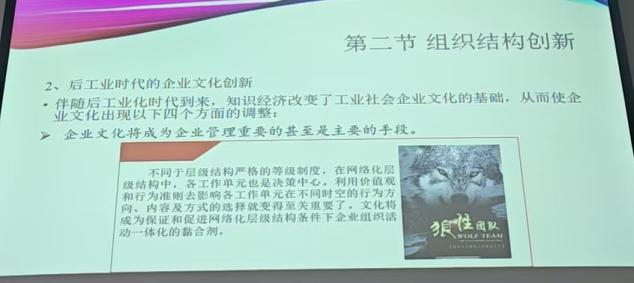 第二节 组织结构创新
2、后工业时代的企业文化创新
• 伴随后工业化时代到来，知识经济改变了工业社会企业文化的基础，从而使企
业文化出现以下四个方面的调整：
➢ 企业文化将成为企业管理重要的甚至是主要的手段。
不同于层级结构严格的等级制度，在网络化层
级结构中，各工作单元也是决策中心，利用价值观
和行为准则去影响各工作单元在不同时空的行为方
向、内容及方式的选择就变得至关重要了，文化将
成为保证和促进网络化层级结构条件下企业组织活
动一体化的黏合剂。
狼性团队
WOLF TEAM